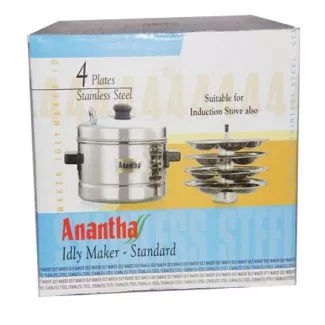 4 Plates
Stainless Steel
Suitable for
Induction Stove also
Anantha
Anantha
Idly Maker - Standard